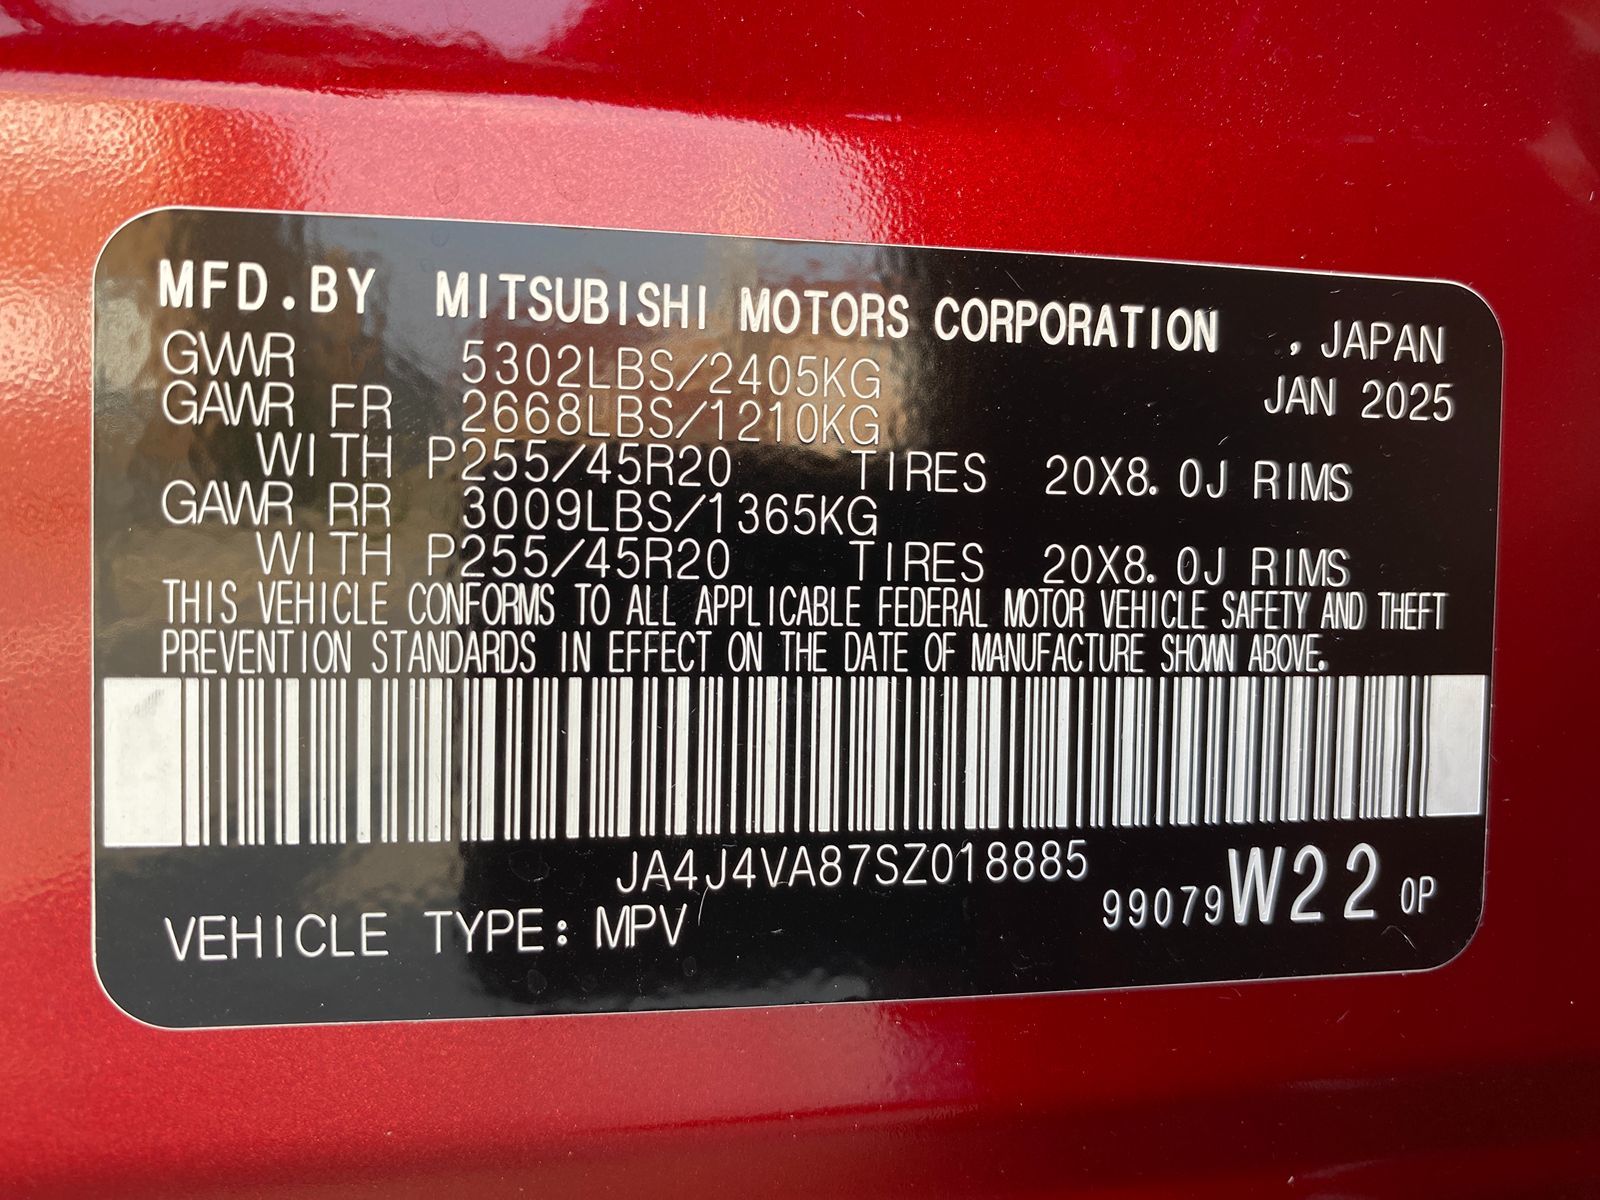 MFD.BY MITSUBISHI MOTORS CORPORATION , JAPAN
GVWR 5302LBS/2405KG JAN 2025
GAWR FR 2668LBS/1210KG
WITH P255/45R20 TIRES 20X8.0J RIMS
GAWR RR 3009LBS/1365KG
WITH P255/45R20 TIRES 20X8.0J RIMS
THIS VEHICLE CONFORMS TO ALL APPLICABLE FEDERAL MOTOR VEHICLE SAFETY AND THEFT
PREVENTION STANDARDS IN EFFECT ON THE DATE OF MANUFACTURE SHOWN ABOVE.
JA4J4VA87SZ018885
99079 W22 0P
VEHICLE TYPE: MPV